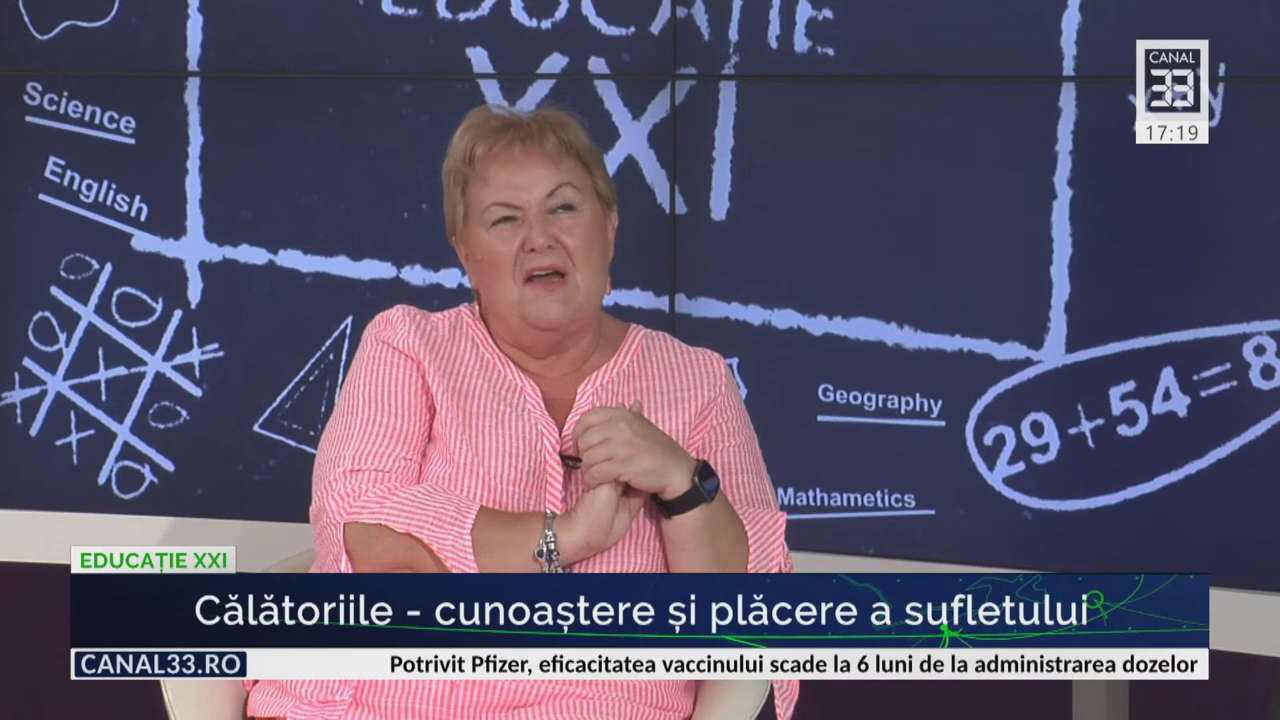 EDUCAȚIE
XXI
Science
English
CANAL
33
17:19
Geography
29+54=8
Mathametics
EDUCAȚIE XXI
Călătoriile - cunoaștere și plăcere a sufletului
CANAL33.RO
Potrivit Pfizer, eficacitatea vaccinului scade la 6 luni de la administrarea dozelor